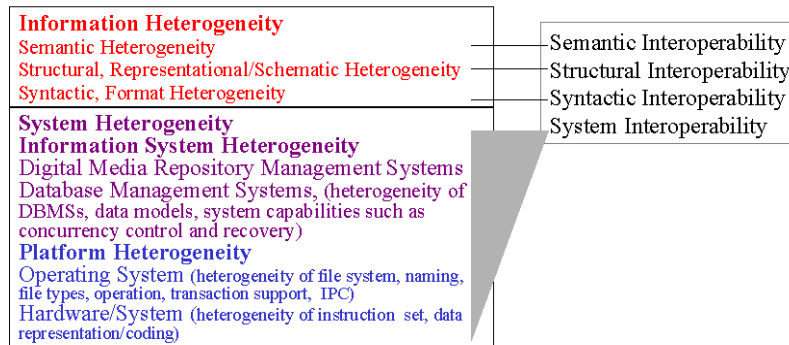 Information Heterogeneity
Semantic Heterogeneity
Structural, Representational/Schematic Heterogeneity
Syntactic, Format Heterogeneity
System Heterogeneity
Information System Heterogeneity
Digital Media Repository Management Systems
Database Management Systems, (heterogeneity of
DBMSs, data models, system capabilities such as
concurrency control and recovery)
Platform Heterogeneity
Operating System (heterogeneity of file system, naming,
file types, operation, transaction support, IPC)
Hardware/System (heterogeneity of instruction set, data
representation/coding)
Semantic Interoperability
Structural Interoperability
Syntactic Interoperability
System Interoperability